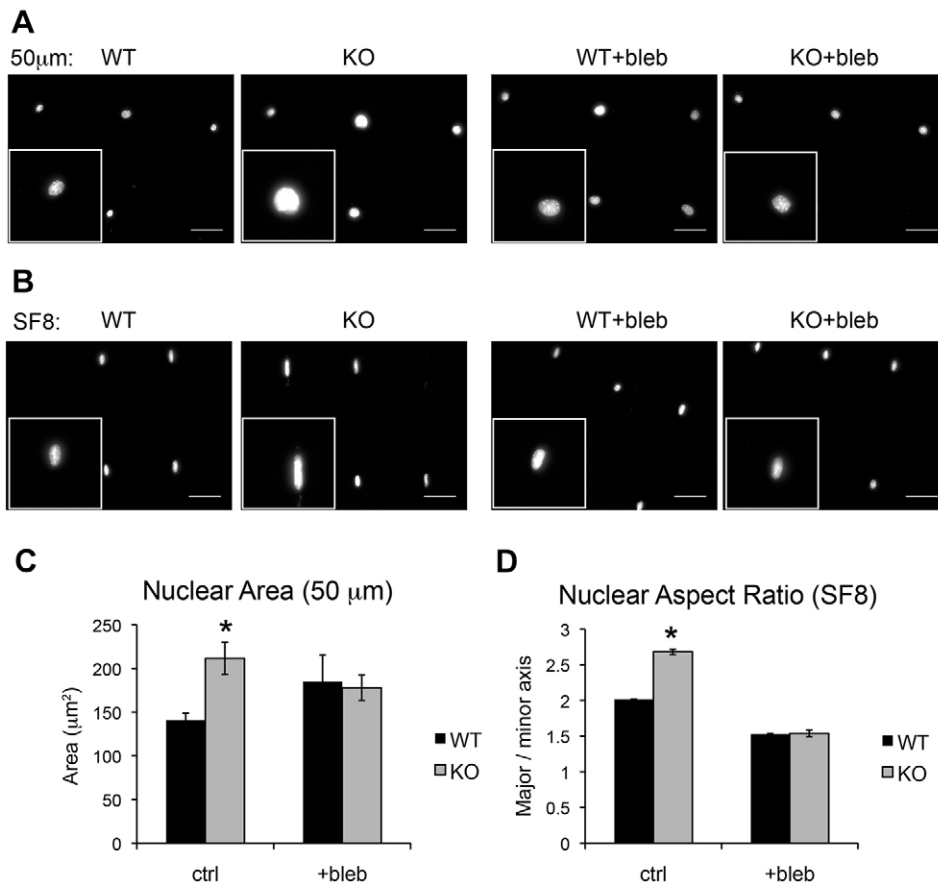 A
50μm: WT KO WT+bleb KO+bleb
B
SF8: WT KO WT+bleb KO+bleb
C
Nuclear Area (50 μm)
Area (μm²)
250
200
150
100
50
0
*
WT
KO
ctrl +bleb
D
Nuclear Aspect Ratio (SF8)
Major / minor axis
3
2.5
2
1.5
1
0.5
0
*
WT
KO
ctrl +bleb